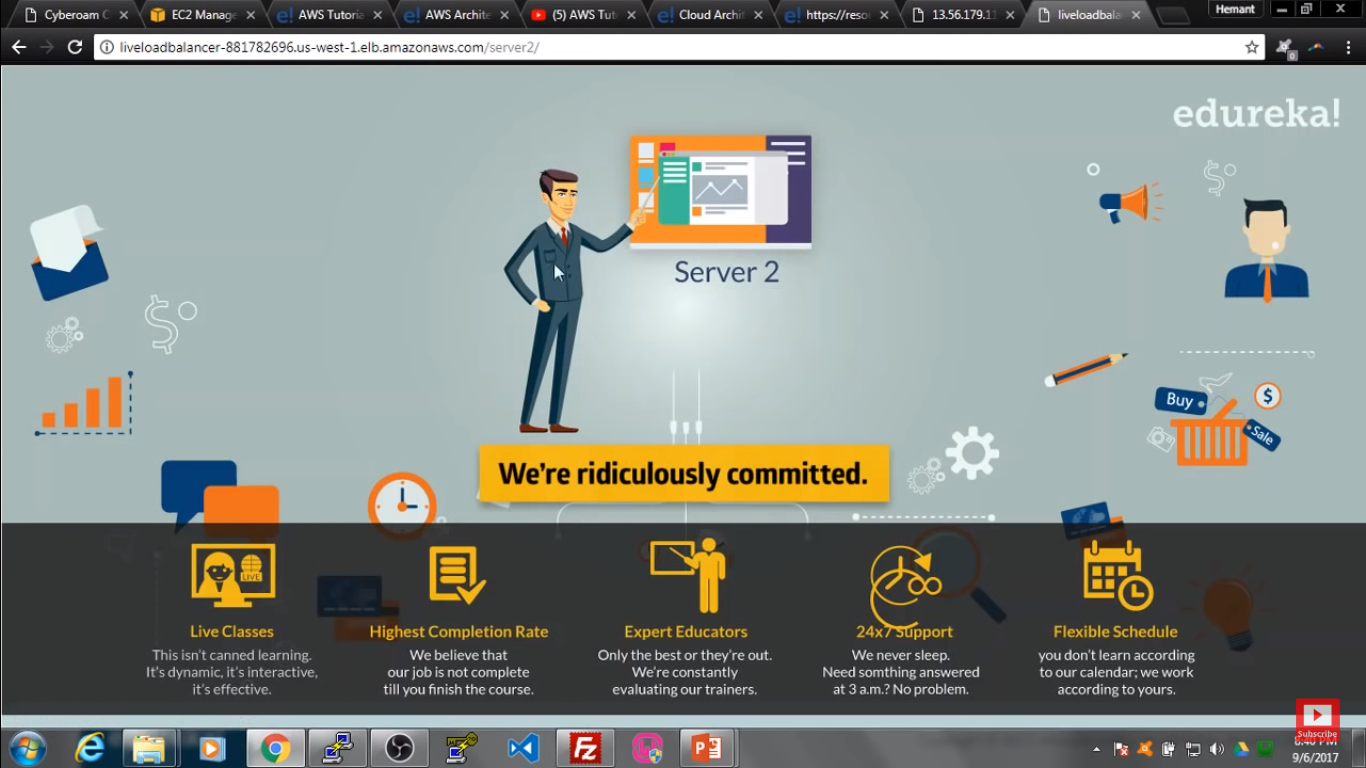 Cyberoam C
EC2 Manage
AWS Tutoria
AWS Archite
(5) AWS Tut
Cloud Archit
https://reso
13.56.179.11
liveloadbala
Hemant
liveloadbalancer-881782696.us-west-1.elb.amazonaws.com/server2/
edureka!
Server 2
Buy
$
Sale
We're ridiculously committed.
LIVE
Live Classes
This isn't canned learning.
It's dynamic, it's interactive,
it's effective.
Highest Completion Rate
We believe that
our job is not complete
till you finish the course.
Expert Educators
Only the best or they're out.
We're constantly
evaluating our trainers.
24x7 Support
We never sleep.
Need somthing answered
at 3 a.m.? No problem.
Flexible Schedule
you don't learn according
to our calendar; we work
according to yours.
Subscribe
9/6/2017